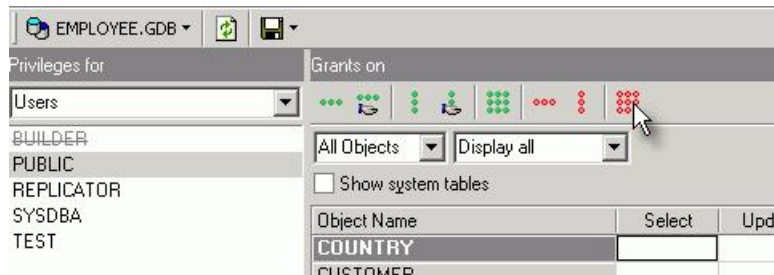 EMPLOYEE.GDB
Privileges for
Grants on
Users
BUILDER
PUBLIC
REPLICATOR
SYSDBA
TEST
All Objects
Display all
Show system tables
Object Name
Select
Upd
COUNTRY
CUSTOMER